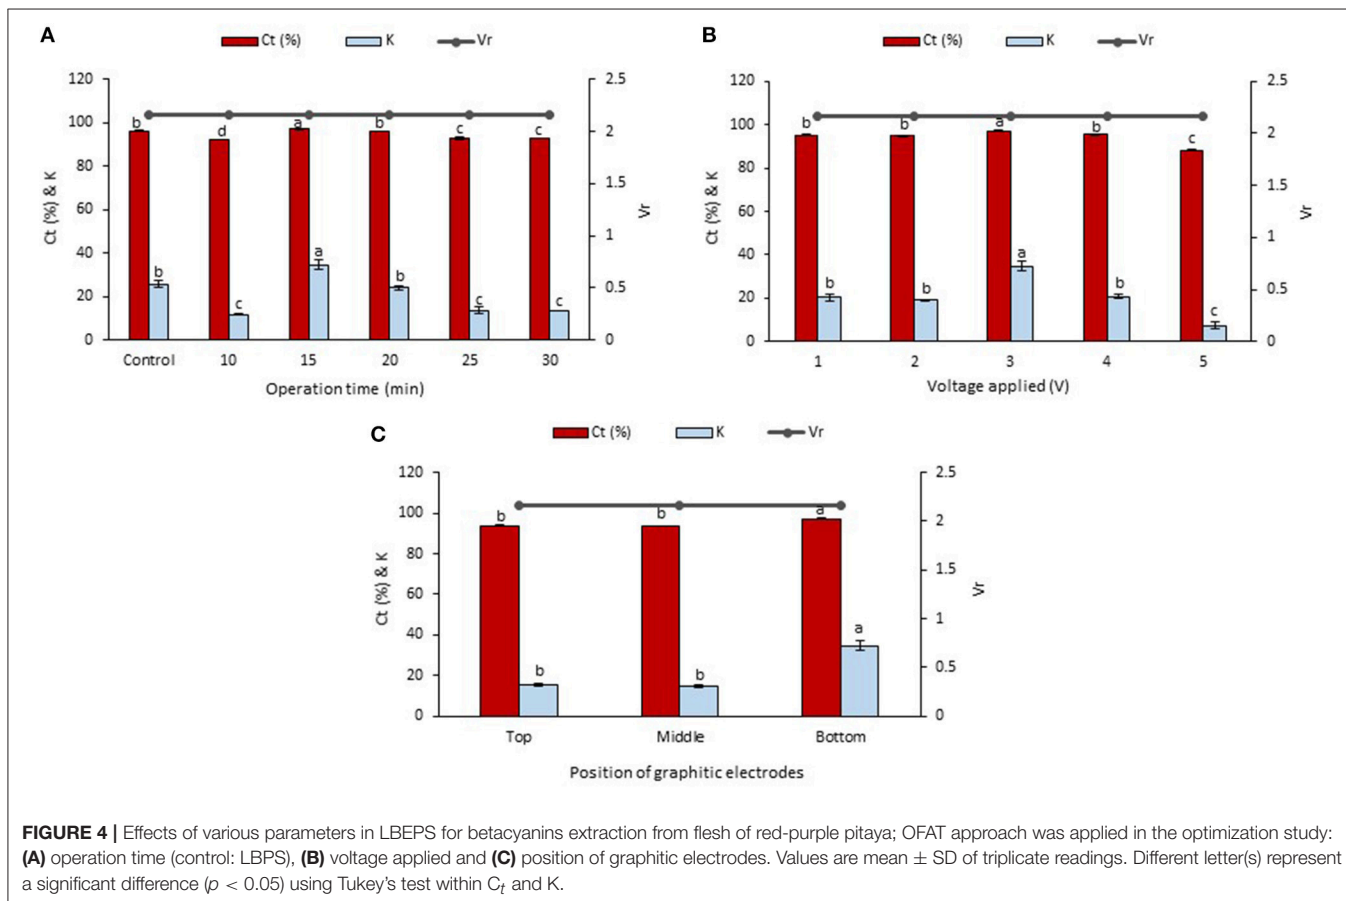 A
Ct (%) K Vr
120 2.5
100 2
80 1.5
60 1
40 0.5
20
0 0
b d a b c c
b c a b c c
Ct (%) & K
Vr
Control 10 15 20 25 30
Operation time (min)
B
Ct (%) K Vr
120 2.5
100 2
80 1.5
60 1
40 0.5
20
0 0
b b a b c
b b a b c
Ct (%) & K
Vr
1 2 3 4 5
Voltage applied (V)
C
Ct (%) K Vr
120 2.5
100 2
80 1.5
60 1
40 0.5
20
0 0
b b a
b b a
Ct (%) & K
Vr
Top Middle Bottom
Position of graphitic electrodes
FIGURE 4 | Effects of various parameters in LBEPS for betacyanins extraction from flesh of red-purple pitaya; OFAT approach was applied in the optimization study:
(A) operation time (control: LBPS), (B) voltage applied and (C) position of graphitic electrodes. Values are mean ± SD of triplicate readings. Different letter(s) represent
a significant difference (p < 0.05) using Tukey's test within Ct and K.